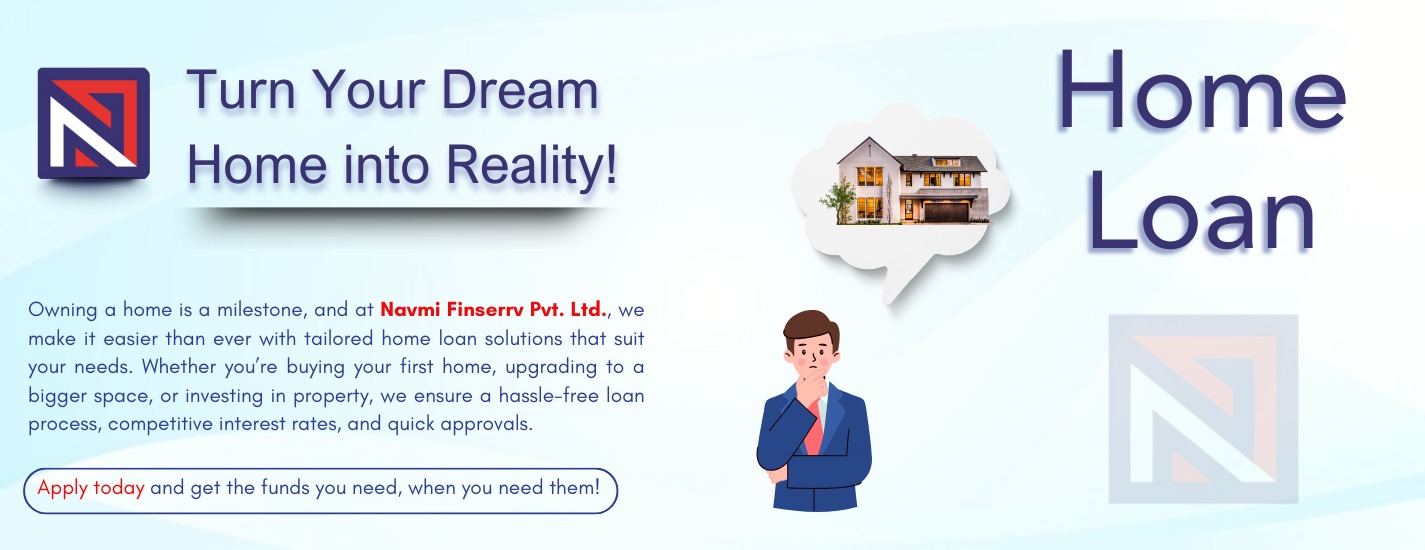 Turn Your Dream
Home into Reality!
Owning a home is a milestone, and at Navmi Finserrv Pvt. Ltd., we
make it easier than ever with tailored home loan solutions that suit
your needs. Whether you’re buying your first home, upgrading to a
bigger space, or investing in property, we ensure a hassle-free loan
process, competitive interest rates, and quick approvals.
Apply today and get the funds you need, when you need them!
Home
Loan